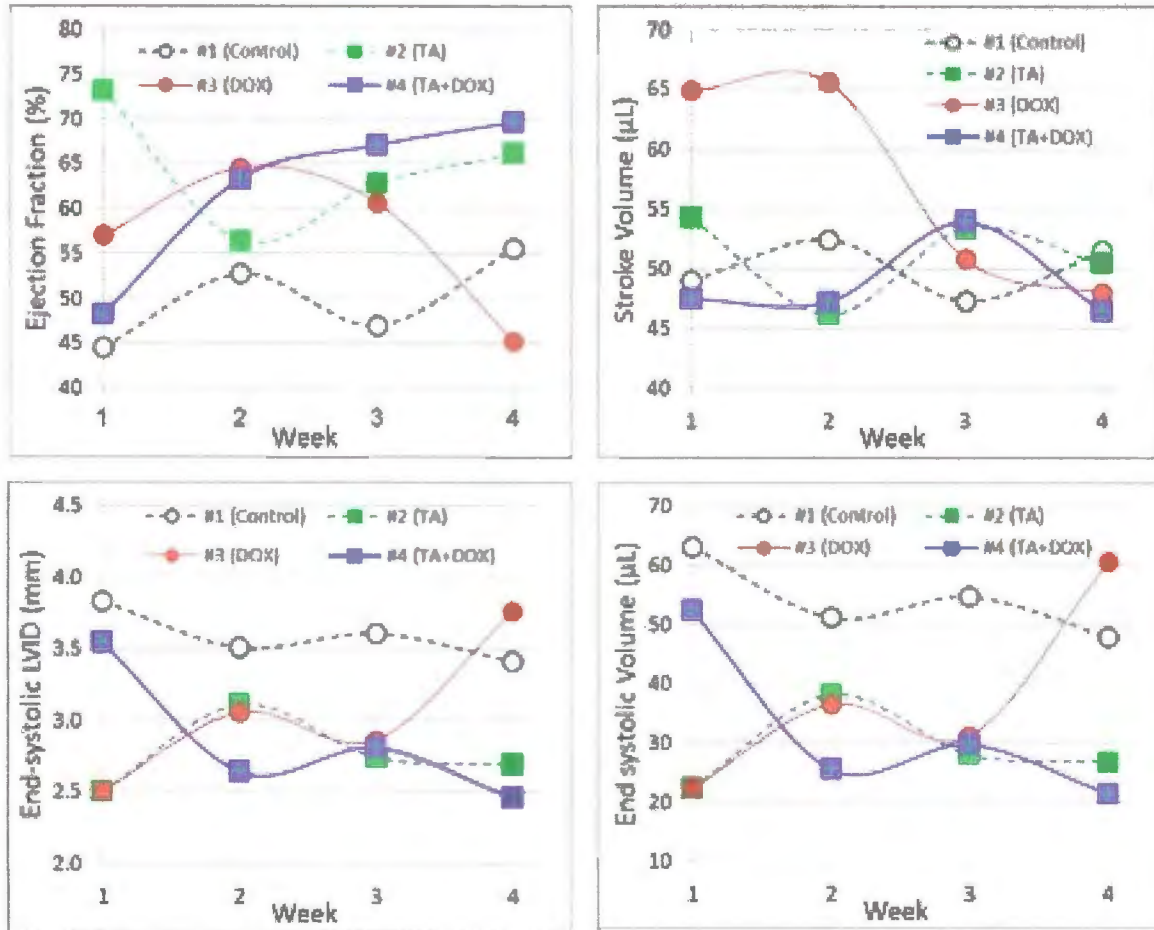 Ejection Fraction (%)
80
75
70
65
60
55
50
45
40
#1 (Control) #2 (TA)
#3 (DOX) #4 (TA+DOX)
1 2 3 4
Week
Stroke Volume (µL)
70
65
60
55
50
45
40
#1 (Control)
#2 (TA)
#3 (DOX)
#4 (TA+DOX)
1 2 3 4
Week
End-systolic LVID (mm)
4.5
4.0
3.5
3.0
2.5
2.0
#1 (Control) #2 (TA)
#3 (DOX) #4 (TA+DOX)
1 2 3 4
Week
End systolic Volume (µL)
70
60
50
40
30
20
10
#1 (Control) #2 (TA)
#3 (DOX) #4 (TA+DOX)
1 2 3 4
Week